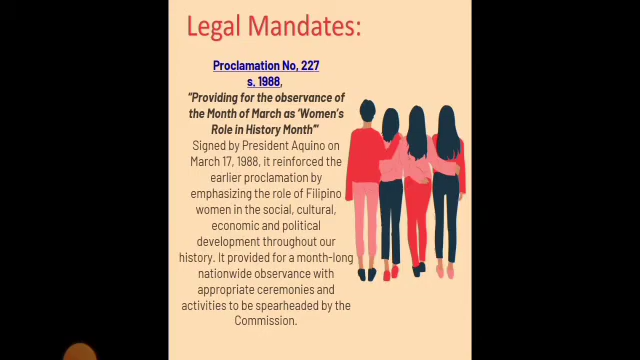 Legal Mandates:
Proclamation No, 227
s, 1988,
“Providing for the observance of
the Month of March as ‘Women’s
Role in History Month’”
Signed by President Aquino on
March 17, 1988, it reinforced the
earlier proclamation by
emphasizing the role of Filipino
women in the social, cultural,
economic and political
development throughout our
history. It provided for a month-long
nationwide observance with
appropriate ceremonies and
activities to be spearheaded by the
Commission.